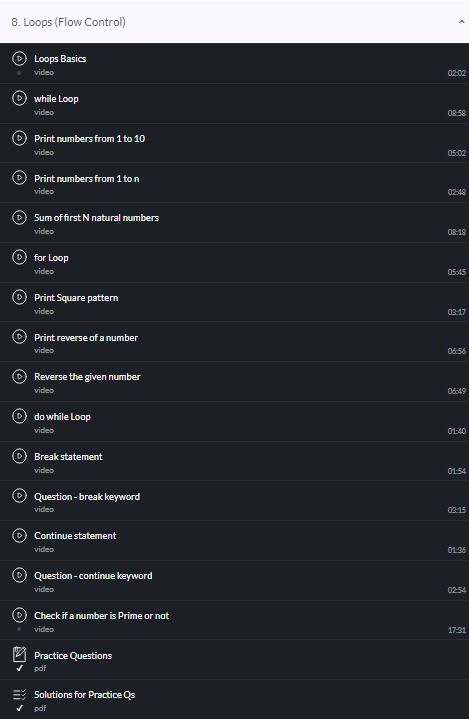 8. Loops (Flow Control)
Loops Basics
video
02:02
while Loop
video
08:58
Print numbers from 1 to 10
video
05:02
Print numbers from 1 to n
video
02:48
Sum of first N natural numbers
video
08:18
for Loop
video
05:45
Print Square pattern
video
03:17
Print reverse of a number
video
06:56
Reverse the given number
video
06:49
do while Loop
video
01:40
Break statement
video
01:54
Question - break keyword
video
03:15
Continue statement
video
01:36
Question - continue keyword
video
02:54
Check if a number is Prime or not
video
17:31
Practice Questions
pdf
Solutions for Practice Qs
pdf